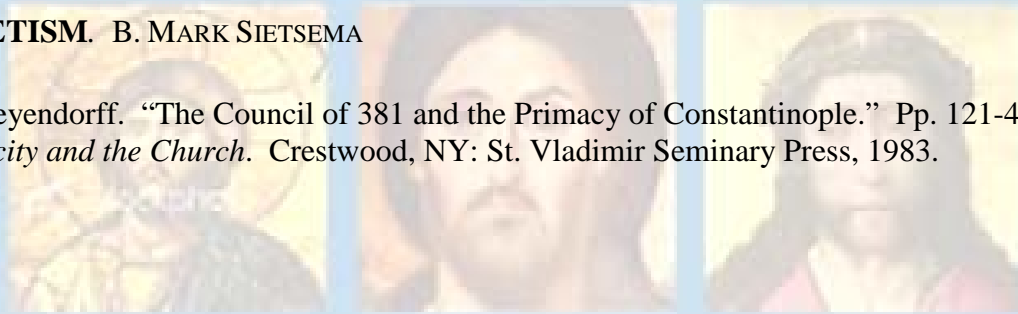 ETISM. B. MARK SIETSEMA
eyendorff. “The Council of 381 and the Primacy of Constantinople.” Pp. 121-4
city and the Church. Crestwood, NY: St. Vladimir Seminary Press, 1983.